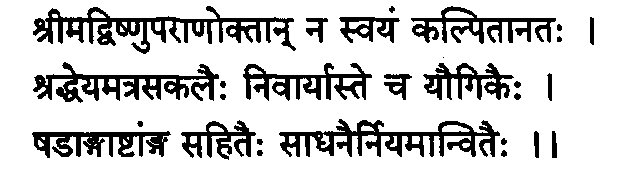 श्रीमद्विष्णुपराणोक्तान् न स्वयं कल्पितानतः ।
श्रद्धेयमत्रसकलैः निवार्यास्ते च यौगिकैः ।
षडाङ्गाष्टांङ्ग सहितैः साधनैर्नियमान्वितैः ।।